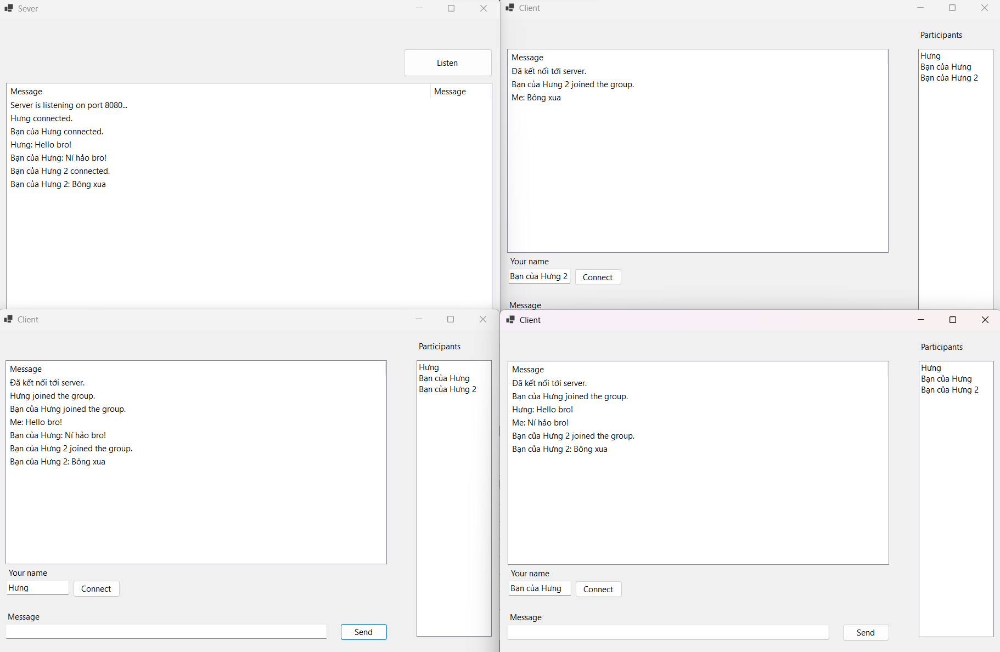 Sever
Listen
Message Message
Server is listening on port 8080...
Hưng connected.
Bạn của Hưng connected.
Hưng: Hello bro!
Bạn của Hưng: Ní hảo bro!
Bạn của Hưng 2 connected.
Bạn của Hưng 2: Bông xua
Client
Participants
Message
Đã kết nối tới server.
Bạn của Hưng 2 joined the group.
Me: Bông xua
Hưng
Bạn của Hưng
Bạn của Hưng 2
Your name
Bạn của Hưng 2 Connect
Message
Client
Participants
Message
Đã kết nối tới server.
Hưng joined the group.
Bạn của Hưng joined the group.
Me: Hello bro!
Bạn của Hưng: Ní hảo bro!
Bạn của Hưng 2 joined the group.
Bạn của Hưng 2: Bông xua
Hưng
Bạn của Hưng
Bạn của Hưng 2
Your name
Hưng Connect
Message
Send
Client
Participants
Message
Đã kết nối tới server.
Bạn của Hưng joined the group.
Hưng: Hello bro!
Me: Ní hảo bro!
Bạn của Hưng 2 joined the group.
Bạn của Hưng 2: Bông xua
Hưng
Bạn của Hưng
Bạn của Hưng 2
Your name
Bạn của Hưng Connect
Message
Send